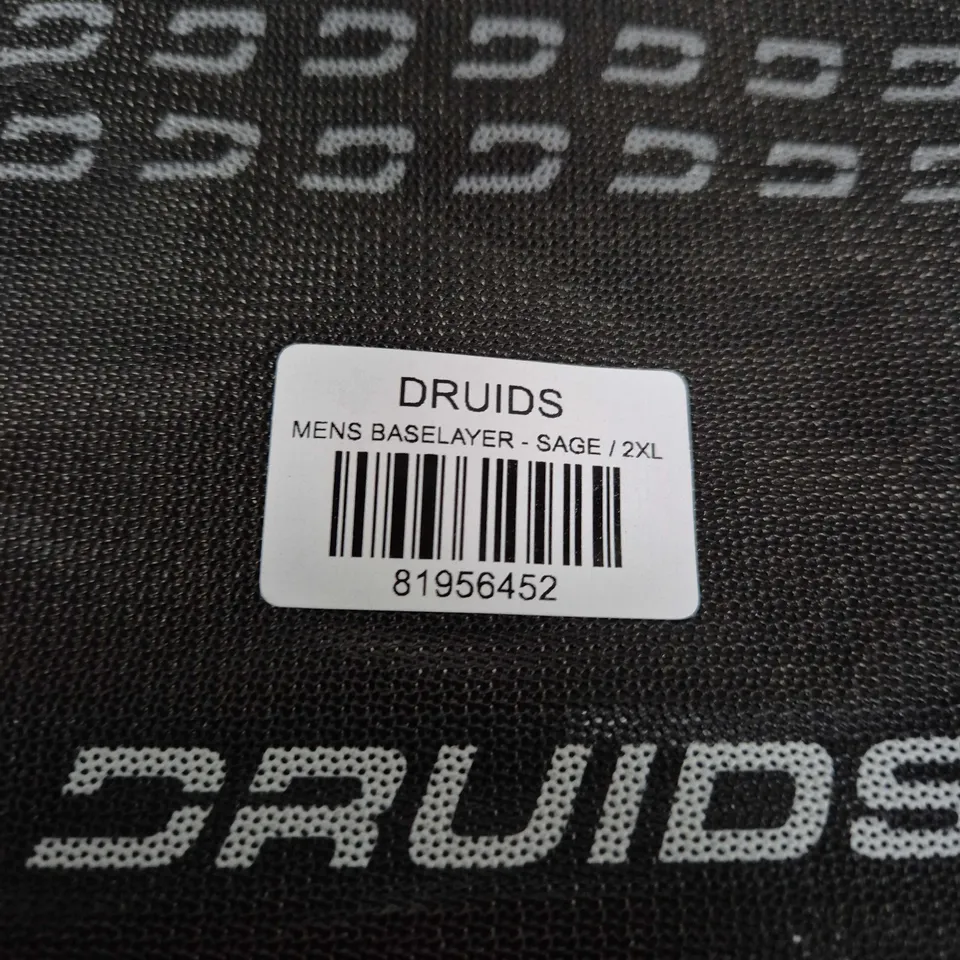 DRUIDS
MENS BASELAYER - SAGE / 2XL
81956452
DRUIDS